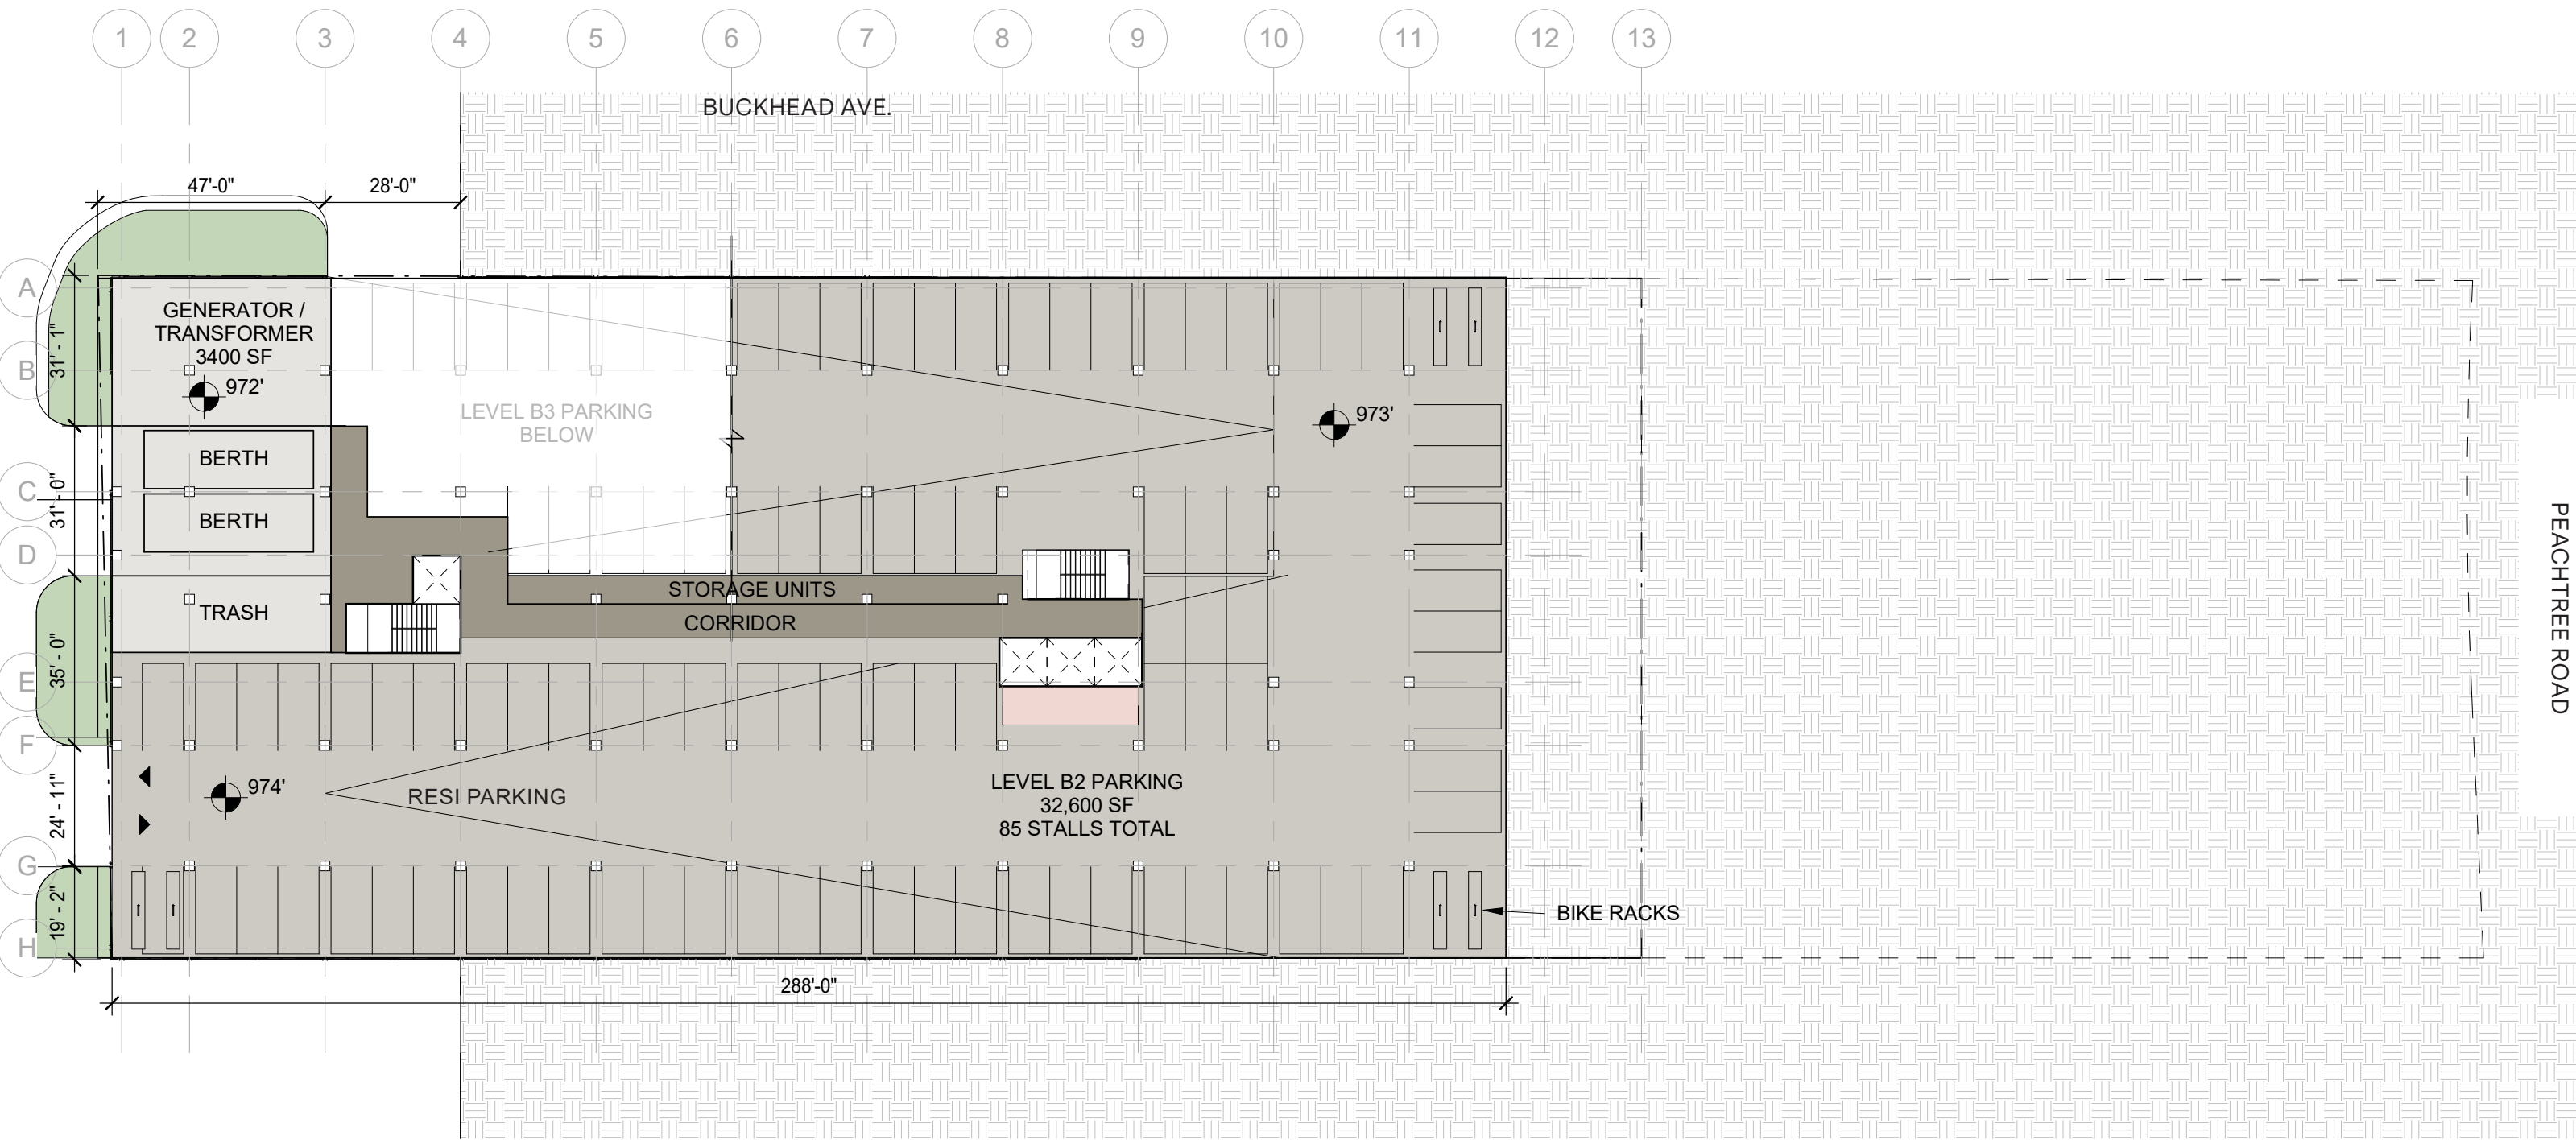 1 2 3 4 5 6 7 8 9 10 11 12 13
BUCKHEAD AVE.
47'-0" 28'-0"
A
GENERATOR /
TRANSFORMER
3400 SF
31' - 1"
B
972'
LEVEL B3 PARKING
BELOW
973'
BERTH
C
31' - 0"
BERTH
D
STORAGE UNITS
TRASH
CORRIDOR
PEACHTREE ROAD
35' - 0"
E
F
974'
RESI PARKING
LEVEL B2 PARKING
32,600 SF
85 STALLS TOTAL
24' - 11"
G
19' - 2"
BIKE RACKS
H
288'-0"